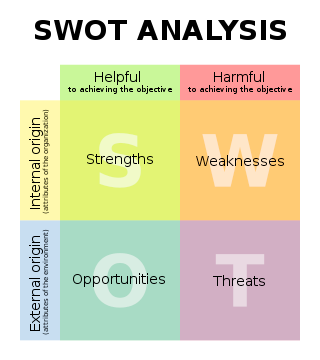 SWOT ANALYSIS
Helpful
to achieving the objective
Harmful
to achieving the objective
Internal origin
(attributes of the organization)
S
Strengths
W
Weaknesses
External origin
(attributes of the environment)
O
Opportunities
T
Threats